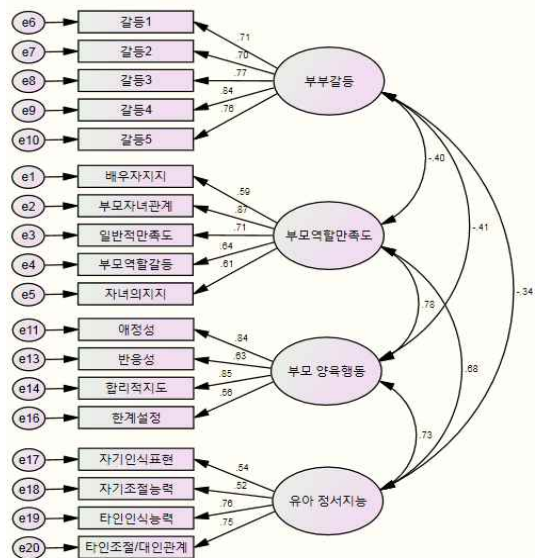 e6 갈등1 .71
e7 갈등2 .70
e8 갈등3 .77 부부갈등
e9 갈등4 .84
e10 갈등5 .76
-.40
e1 배우자지지 .59
e2 부모자녀관계 .87
e3 일반적만족도 .71 부모역할만족도 -.41
e4 부모역할갈등 .64
e5 자녀의지지 .61
-.34
.78
e11 애정성 .84
e13 반응성 .63 부모 양육행동 .68
e14 합리적지도 .85
e16 한계설정 .56
.73
e17 자기인식표현 .54
e18 자기조절능력 .52 유아 정서지능
e19 타인인식능력 .76
e20 타인조절/대인관계 .75